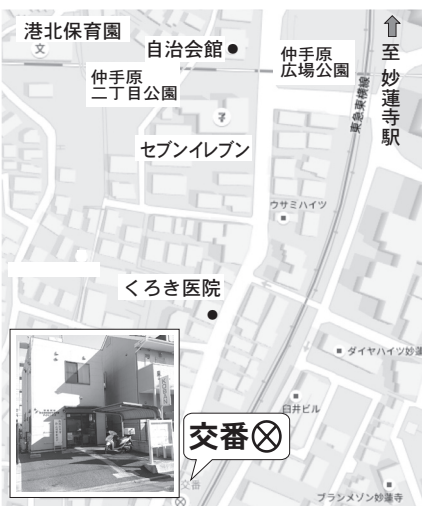 港北保育園
文
自治会館
仲手原
二丁目公園
仲手原
広場公園
至 妙蓮寺駅
東急東横線
セブンイレブン
ウサミハイツ
くろき医院
ダイヤハイツ妙蓮
臼井ビル
交番
交番
ブランメゾン妙蓮寺